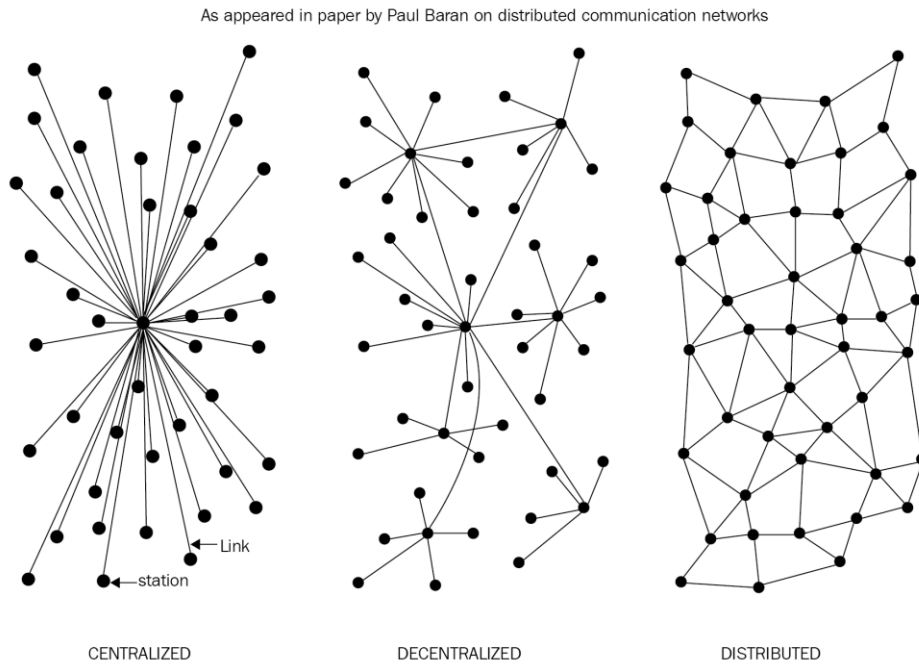 As appeared in paper by Paul Baran on distributed communication networks
Link
station
CENTRALIZED
DECENTRALIZED
DISTRIBUTED